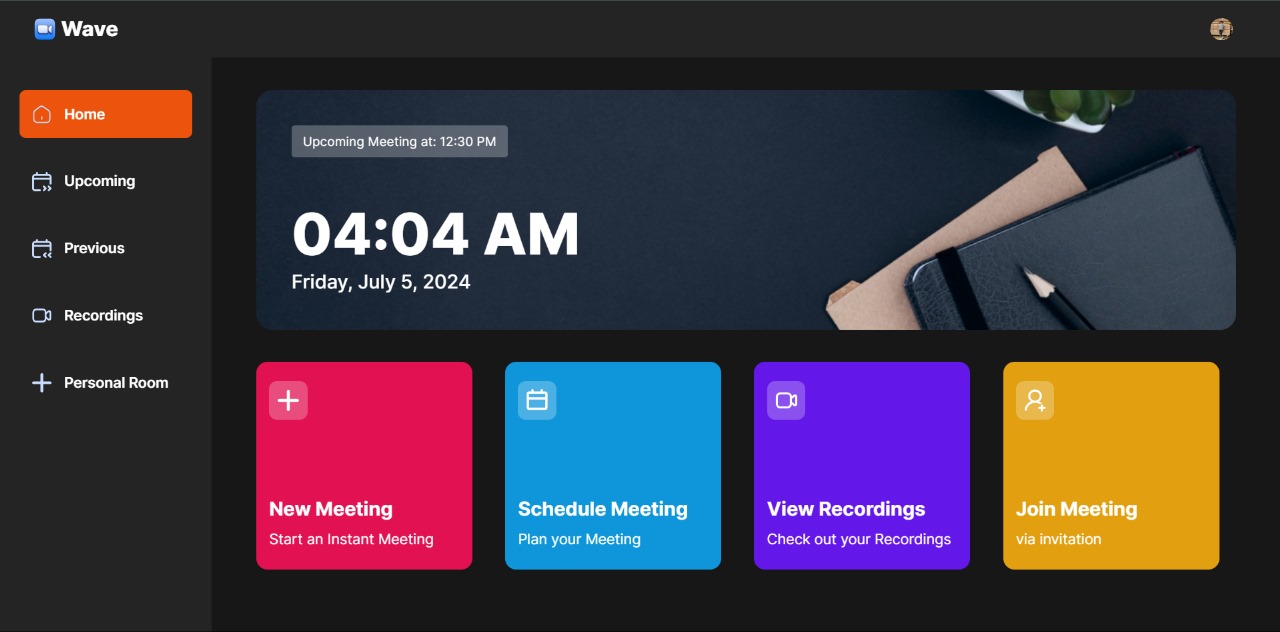 Wave
Home
Upcoming
Previous
Recordings
Personal Room
Upcoming Meeting at: 12:30 PM
04:04 AM
Friday, July 5, 2024
New Meeting
Start an Instant Meeting
Schedule Meeting
Plan your Meeting
View Recordings
Check out your Recordings
Join Meeting
via invitation